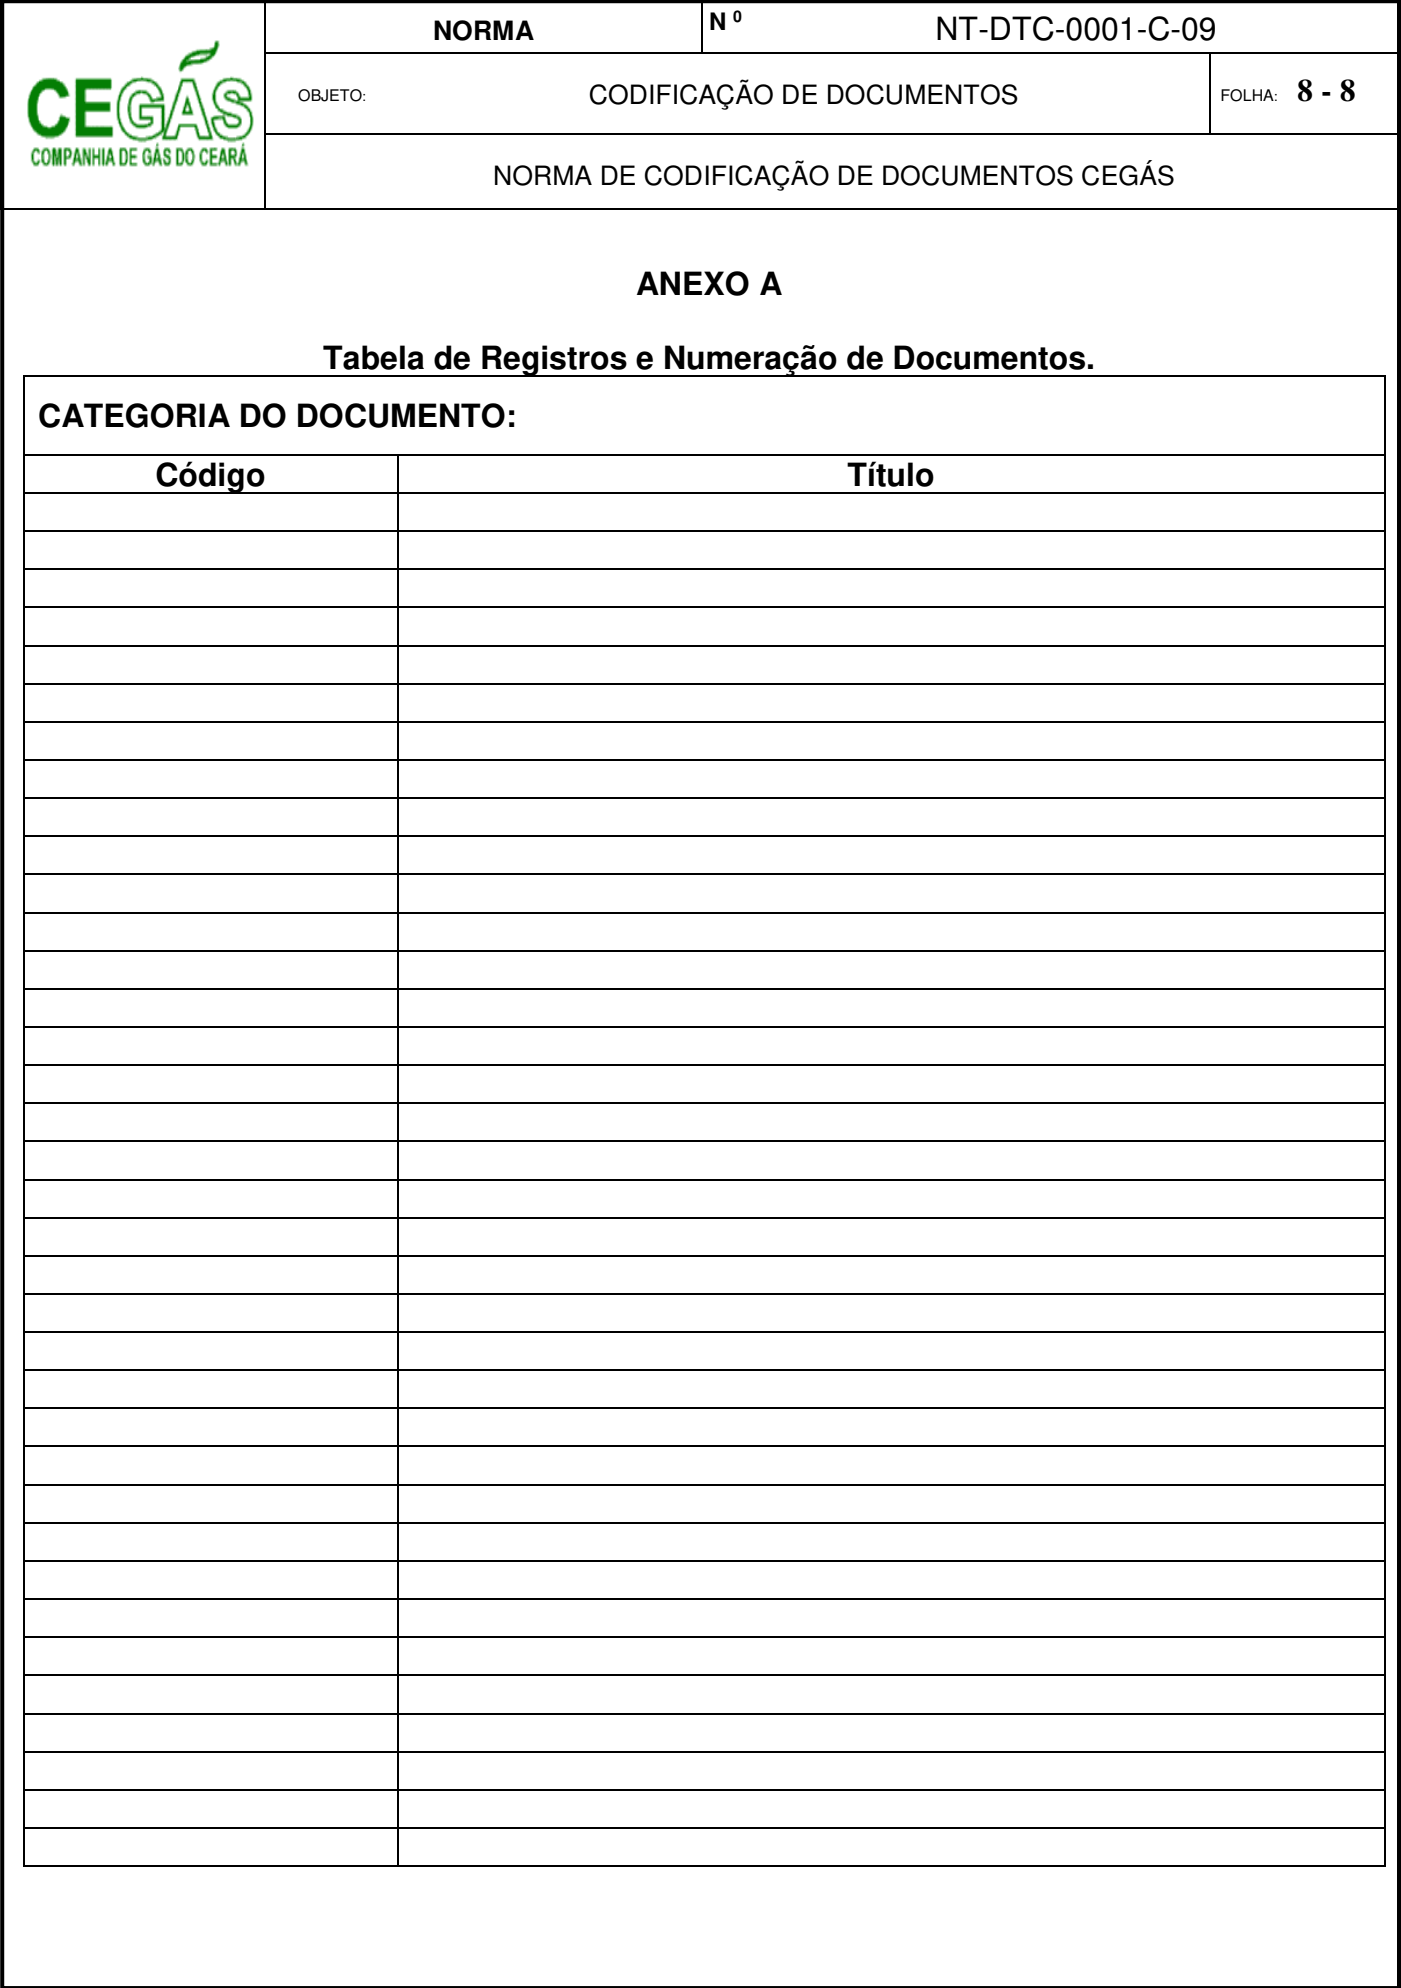 CEGÁS
COMPANHIA DE GÁS DO CEARÁ
NORMA
N 0
NT-DTC-0001-C-09
OBJETO:
CODIFICAÇÃO DE DOCUMENTOS
FOLHA: 8 - 8
NORMA DE CODIFICAÇÃO DE DOCUMENTOS CEGÁS
ANEXO A
Tabela de Registros e Numeração de Documentos.
CATEGORIA DO DOCUMENTO:
Código
Título